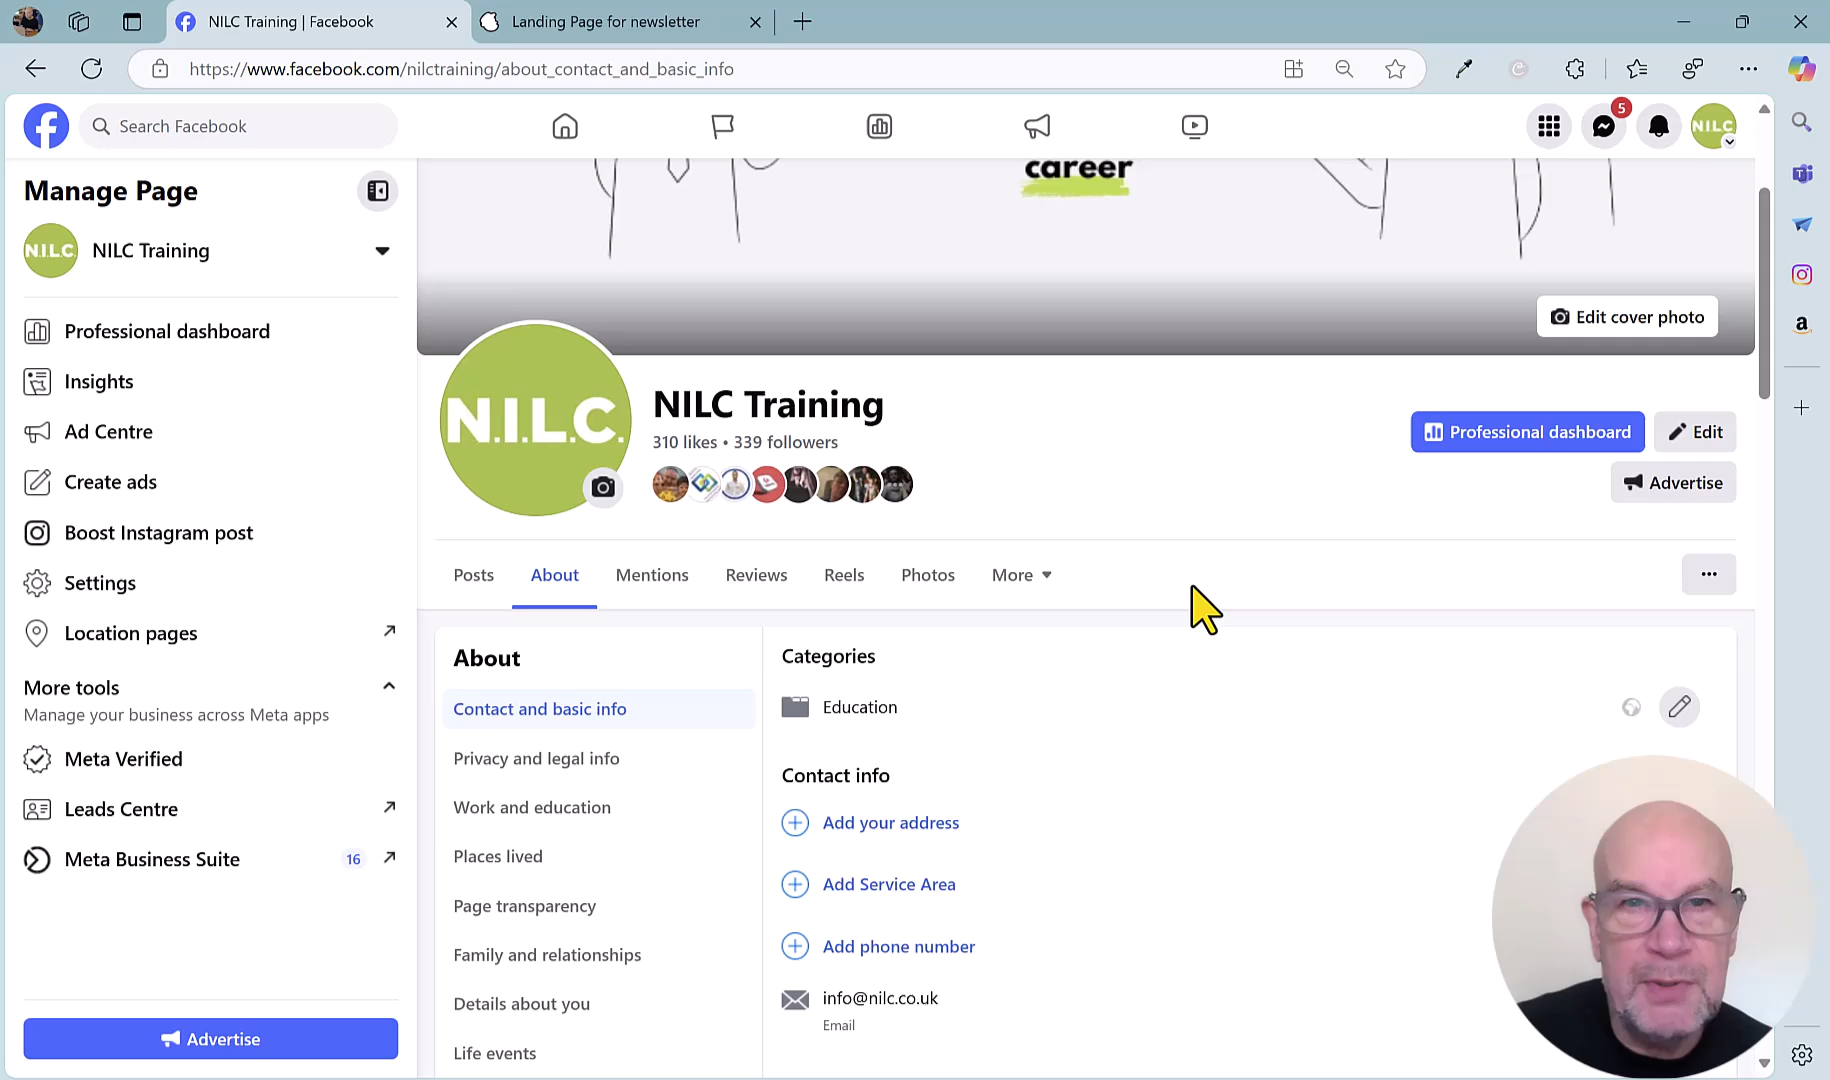 NILC Training | Facebook
Landing Page for newsletter
https://www.facebook.com/nilctraining/about_contact_and_basic_info
Search Facebook
5
NILC
Manage Page
N.I.L.C.
NILC Training
Professional dashboard
Insights
Ad Centre
Create ads
Boost Instagram post
Settings
Location pages
More tools
Manage your business across Meta apps
Meta Verified
Leads Centre
Meta Business Suite
16
Advertise
career
Edit cover photo
N.I.L.C.
NILC Training
310 likes • 339 followers
Professional dashboard
Edit
Advertise
Posts
About
Mentions
Reviews
Reels
Photos
More
About
Contact and basic info
Privacy and legal info
Work and education
Places lived
Page transparency
Family and relationships
Details about you
Life events
Categories
Education
Contact info
Add your address
Add Service Area
Add phone number
info@nilc.co.uk
Email